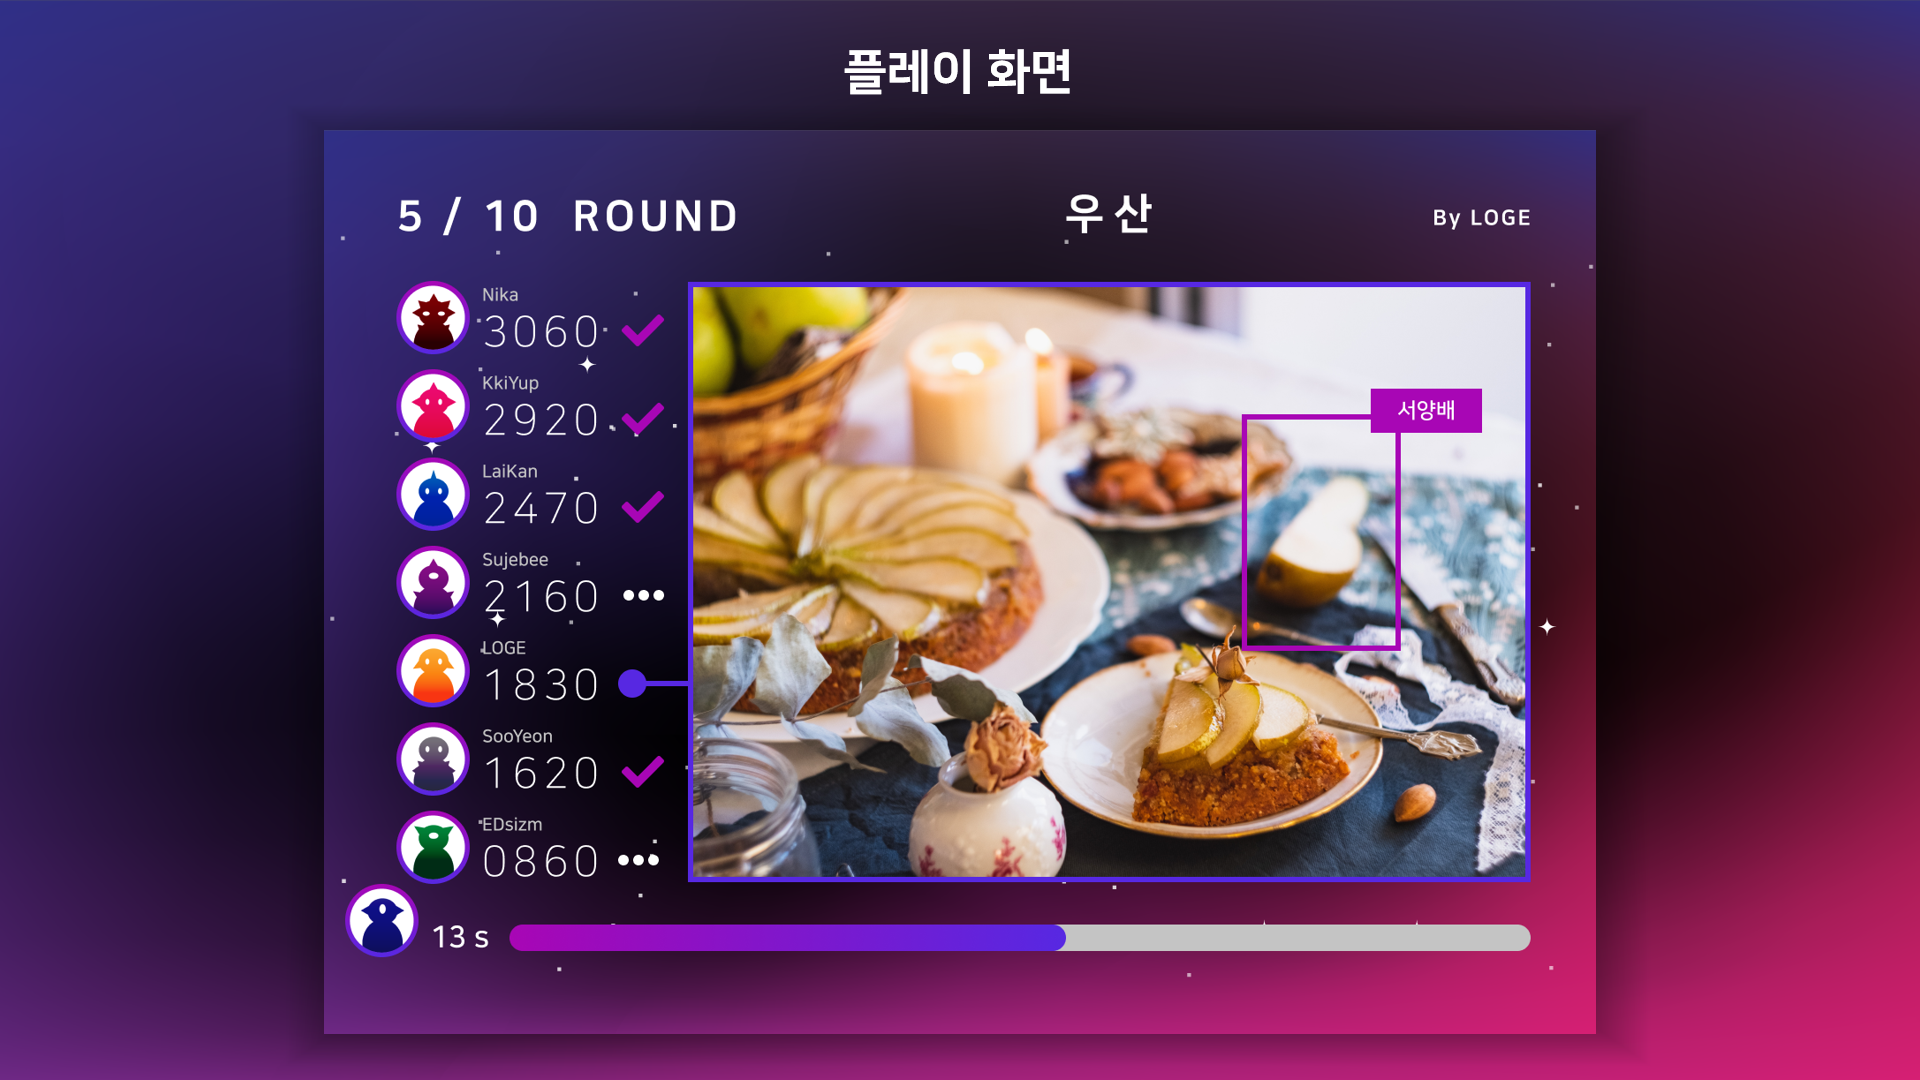 플레이 화면
5 / 10 ROUND
우산
By LOGE
Nika
3060
KkiYup
2920
LaiKan
2470
Sujebee
2160
LOGE
1830
SooYeon
1620
EDsizm
0860
서양배
13 s